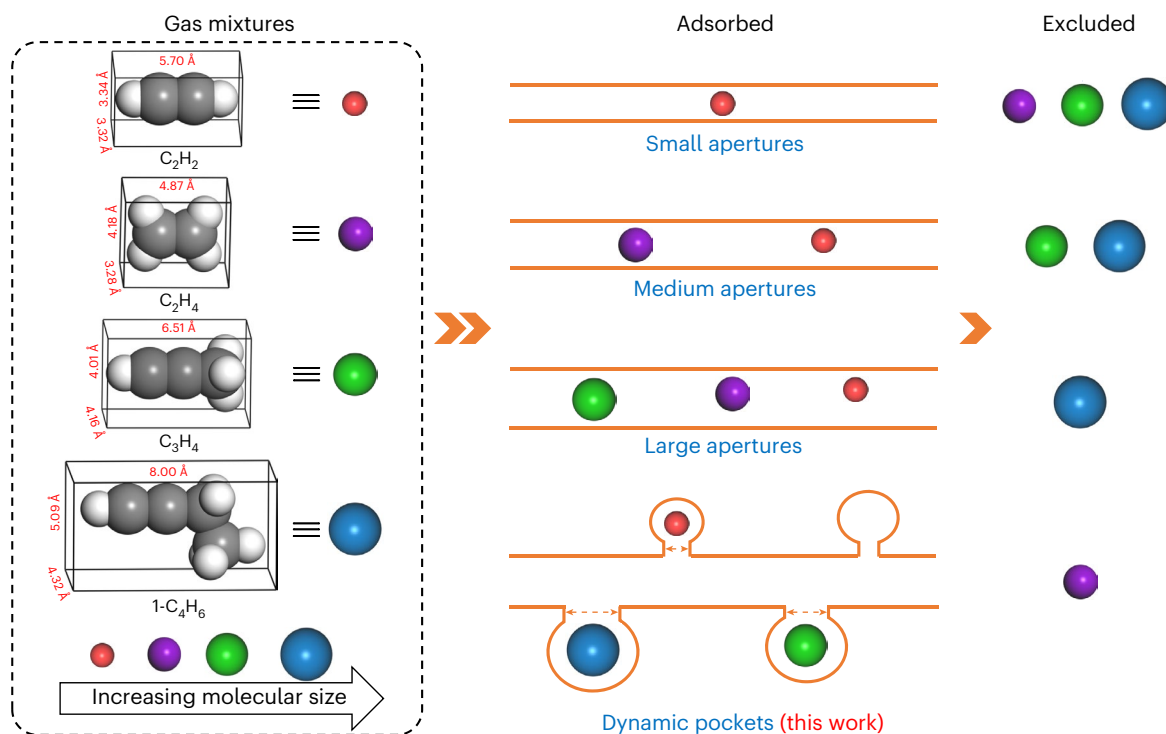 Gas mixtures
Adsorbed
Excluded
5.70 Å
3.34 Å
3.32 Å
C₂H₂
Small apertures
4.87 Å
4.18 Å
3.28 Å
C₂H₄
Medium apertures
6.51 Å
4.01 Å
4.16 Å
C₃H₄
Large apertures
8.00 Å
5.09 Å
4.32 Å
1-C₄H₆
Increasing molecular size
Dynamic pockets (this work)